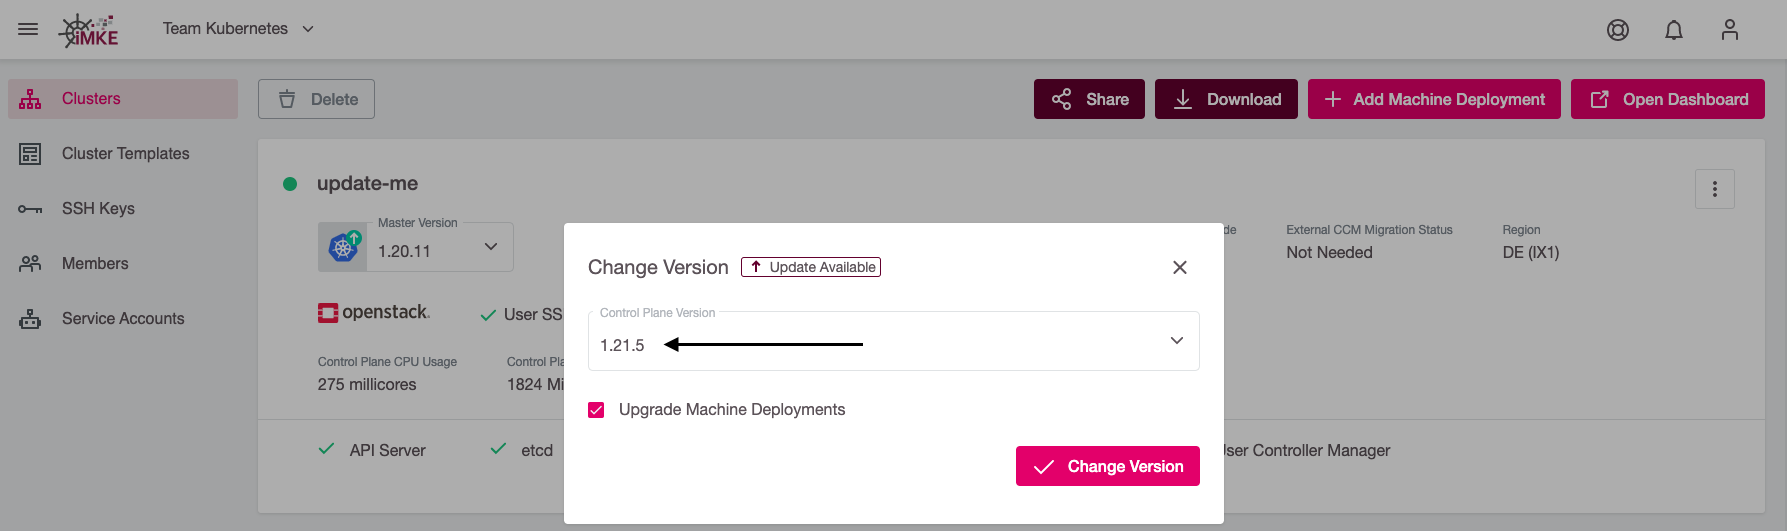 iMKE
Team Kubernetes
Clusters
Delete
Share
Download
Add Machine Deployment
Open Dashboard
Cluster Templates
SSH Keys
Members
Service Accounts
update-me
Master Version
1.20.11
de
External CCM Migration Status
Not Needed
Region
DE (IX1)
openstack.
User SS
Control Plane CPU Usage
275 millicores
Control Pla
1824 Mi
API Server
etcd
User Controller Manager
Change Version
Update Available
Control Plane Version
1.21.5
Upgrade Machine Deployments
Change Version